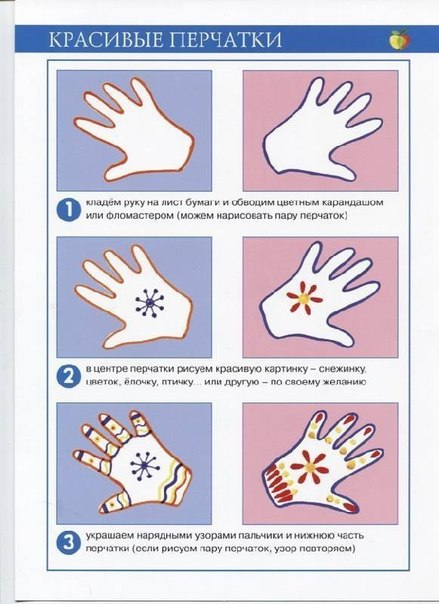 КРАСИВЫЕ ПЕРЧАТКИ
1 кладём руку на лист бумаги и обводим цветным карандашом
или фломастером (можем нарисовать пару перчаток)
2 в центре перчатки рисуем красивую картинку – снежинку,
цветок, ёлочку, птичку... или другую – по своему желанию
3 украшаем нарядными узорами пальчики и нижнюю часть
перчатки (если рисуем пару перчаток, узор повторяем)